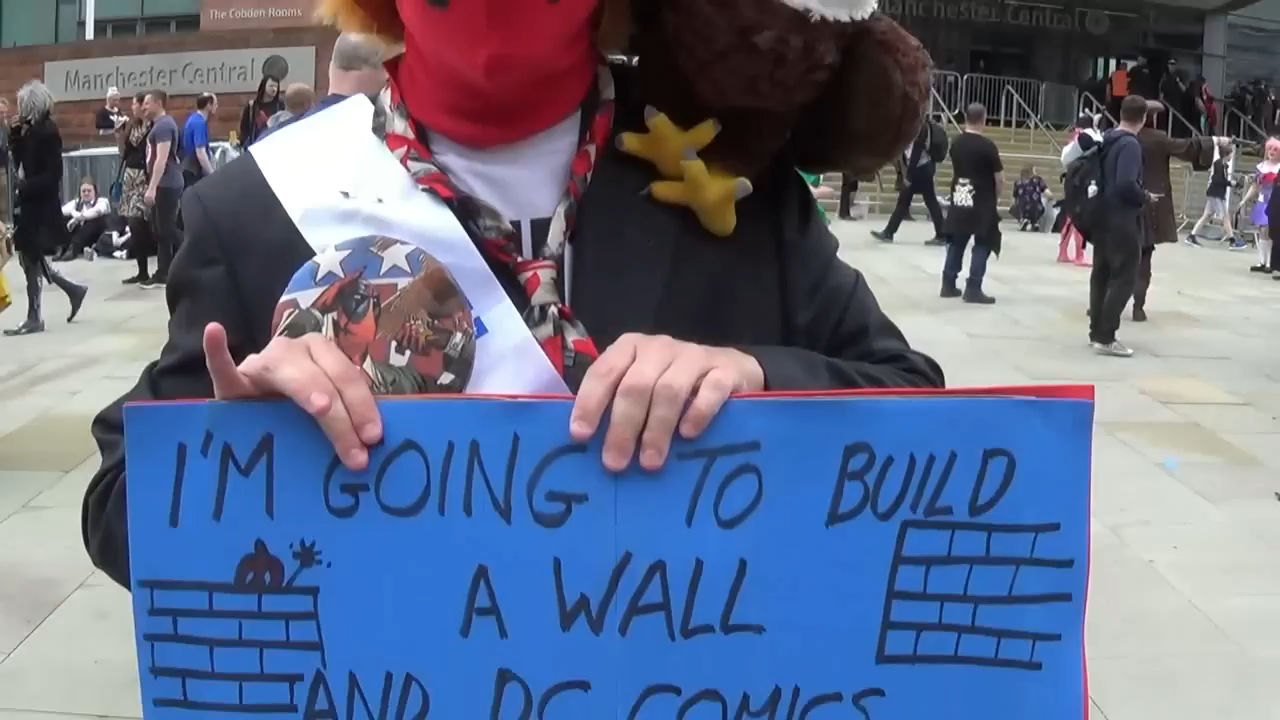 The Cobden Rooms
Manchester Central
Manchester Central
I'M GOING TO BUILD
A WALL
AND DC COMICS